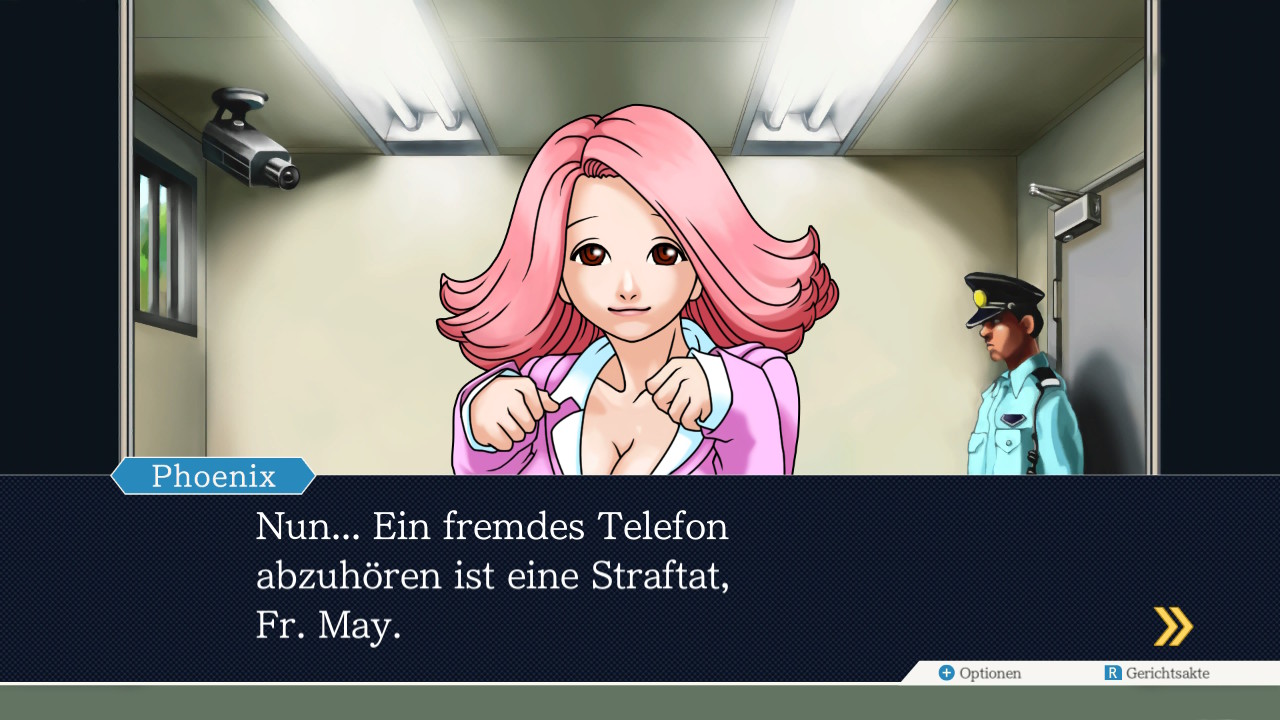 Phoenix
Nun... Ein fremdes Telefon
abzuhören ist eine Straftat,
Fr. May.
+ Optionen
R Gerichtsakte